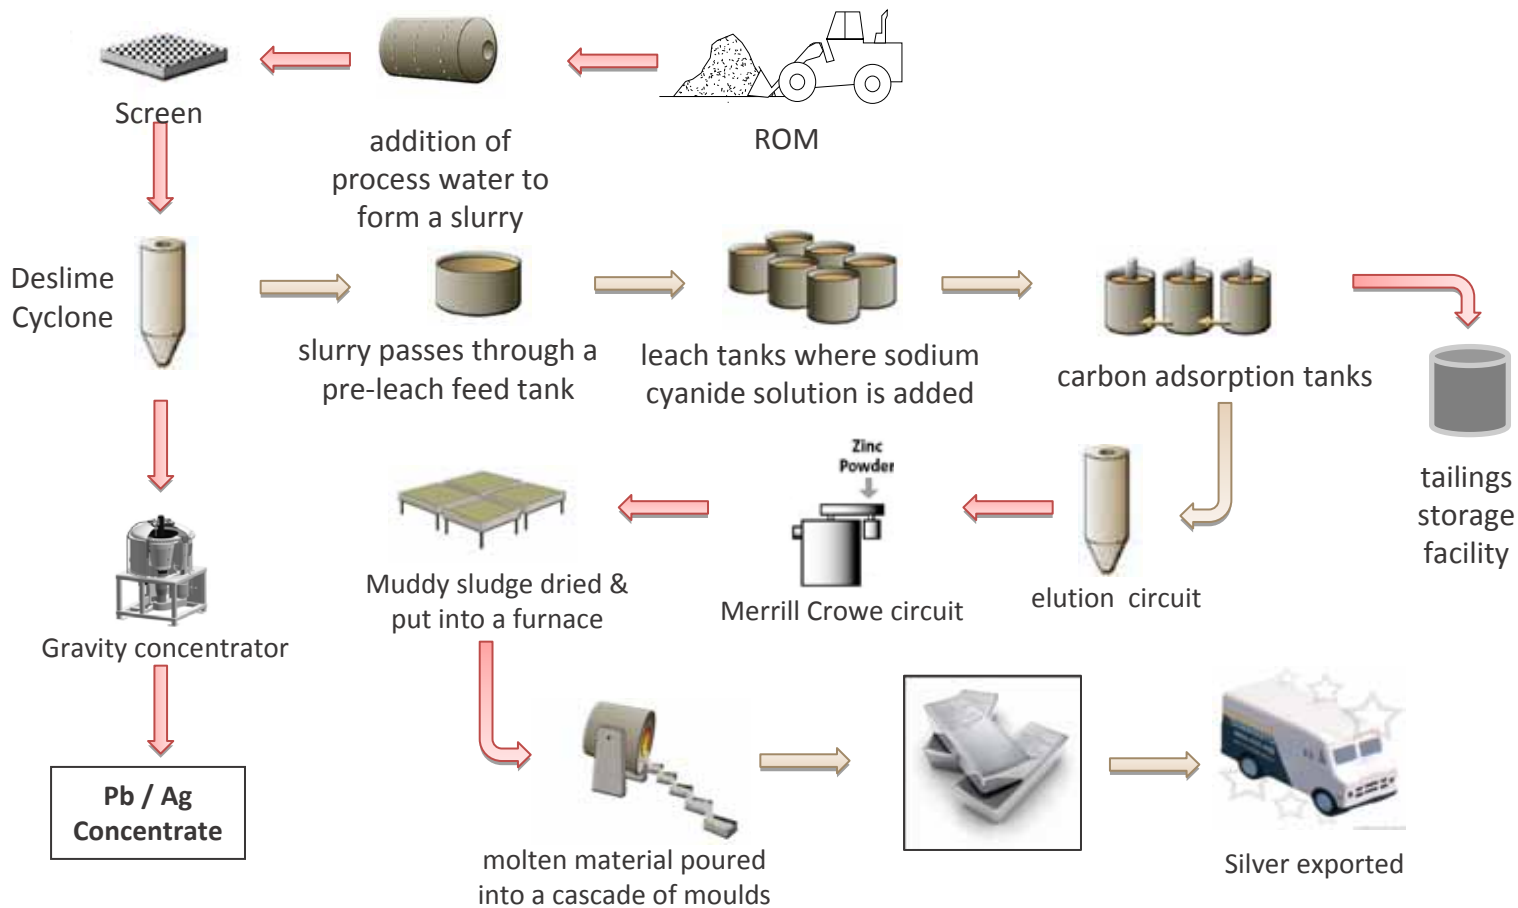 Screen
addition of
process water to
form a slurry
ROM
Deslime
Cyclone
slurry passes through a
pre-leach feed tank
leach tanks where sodium
cyanide solution is added
carbon adsorption tanks
tailings
storage
facility
Zinc
Powder
Muddy sludge dried &
put into a furnace
Merrill Crowe circuit
elution circuit
Gravity concentrator
Pb / Ag
Concentrate
molten material poured
into a cascade of moulds
Silver exported